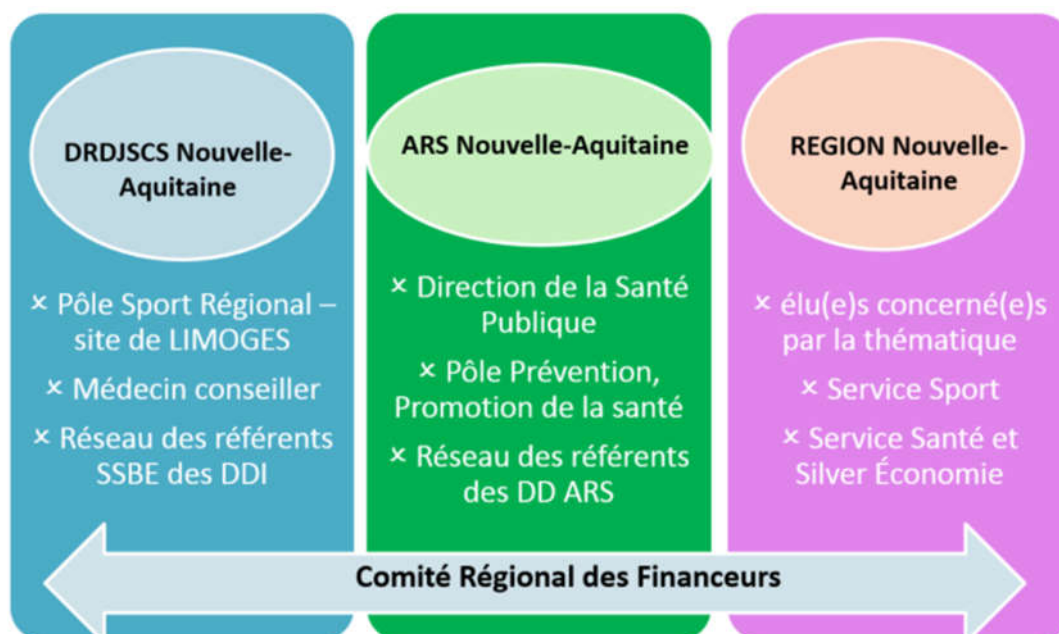 DRDJSCS Nouvelle-
Aquitaine
× Pôle Sport Régional –
site de LIMOGES
× Médecin conseiller
× Réseau des référents
SSBE des DDI
ARS Nouvelle-Aquitaine
× Direction de la Santé
Publique
× Pôle Prévention,
Promotion de la santé
× Réseau des référents
des DD ARS
REGION Nouvelle-
Aquitaine
× élu(e)s concerné(e)s
par la thématique
× Service Sport
× Service Santé et
Silver Économie
Comité Régional des Financeurs